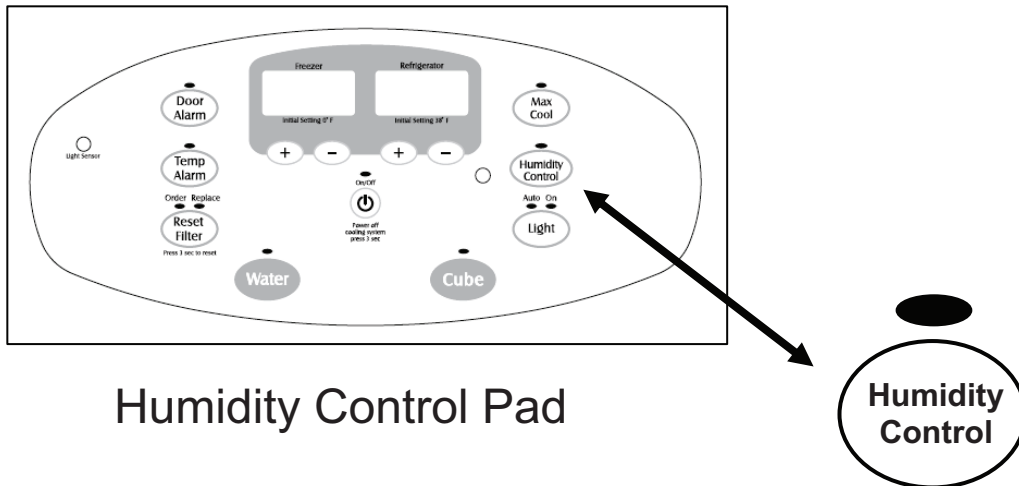 Freezer
Refrigerator
Door
Alarm
Initial Setting 0° F
Initial Setting 38° F
Max
Cool
Light Sensor
Temp
Alarm
+ − + −
Humidity
Control
On/Off
Order Replace
Reset
Filter
Press 3 sec to reset
Power off
cooling system
press 3 sec
Auto On
Light
Water
Cube
Humidity Control Pad
Humidity
Control